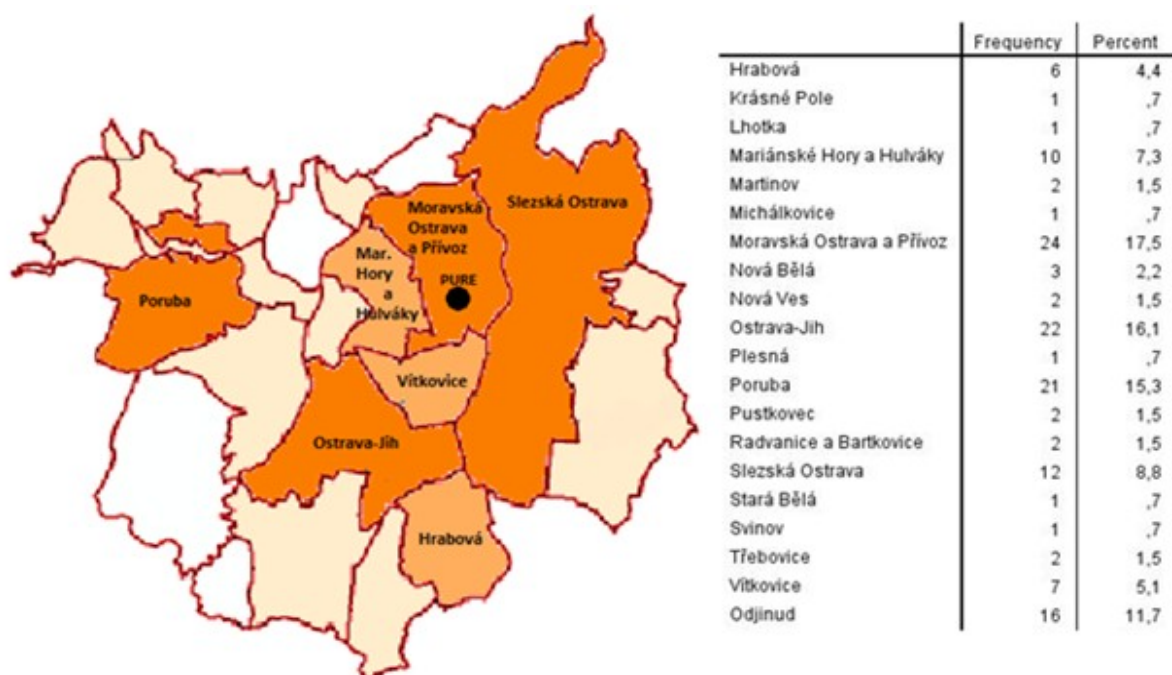 Moravská
Ostrava
a Přívoz
PURE
Slezská Ostrava
Mar.
Hory
a
Hulváky
Poruba
Vítkovice
Ostrava-Jíh
Hrabová
Frequency Percent
Hrabová 6 4,4
Krásné Pole 1 ,7
Lhotka 1 ,7
Mariánské Hory a Hulváky 10 7,3
Martinov 2 1,5
Michálkovice 1 ,7
Moravská Ostrava a Přívoz 24 17,5
Nová Bělá 3 2,2
Nová Ves 2 1,5
Ostrava-Jih 22 16,1
Plesná 1 ,7
Poruba 21 15,3
Pustkovec 2 1,5
Radvanice a Bartkovice 2 1,5
Slezská Ostrava 12 8,8
Stará Bělá 1 ,7
Svinov 1 ,7
Třebovice 2 1,5
Vítkovice 7 5,1
Odjinud 16 11,7